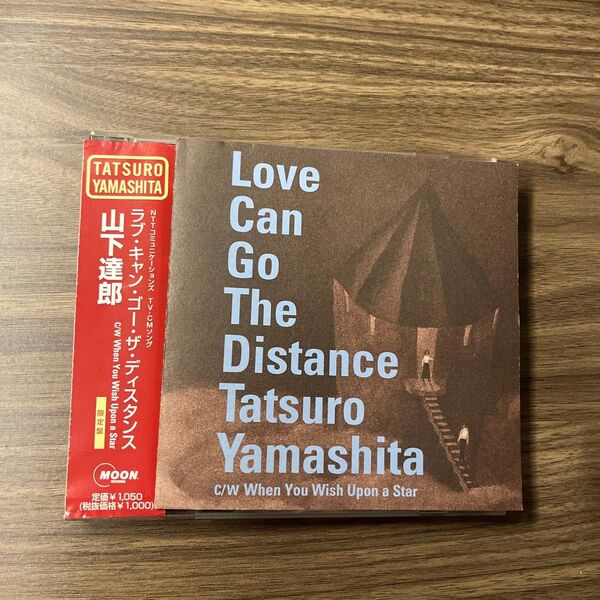 TATSURO
YAMASHITA
NTTコミュニケーションズ TV-CMソング
ラブ・キャン・ゴー・ザ・ディスタンス
山下達郎
C/W When You Wish Upon a Star
限定盤
MOON
RECORDS
定価¥1,050
(税抜価格¥1,000)
Love
Can
Go
The
Distance
Tatsuro
Yamashita
C/W When You Wish Upon a Star